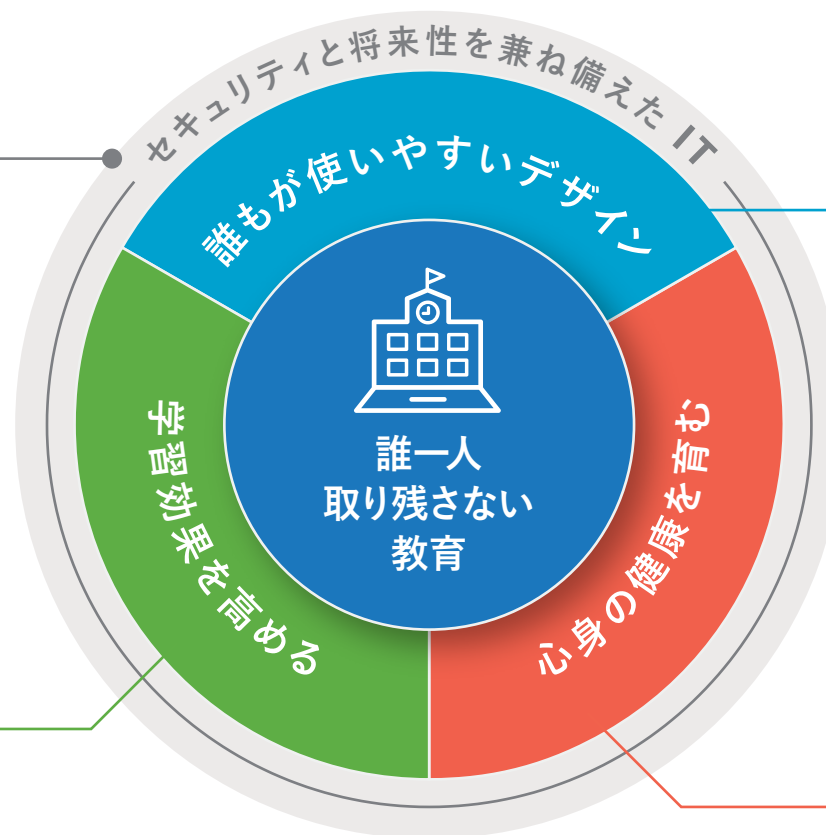 セキュリティと将来性を兼ね備えた IT
誰もが使いやすいデザイン
学習効果を高める
心身の健康を育む
誰一人
取り残さない
教育